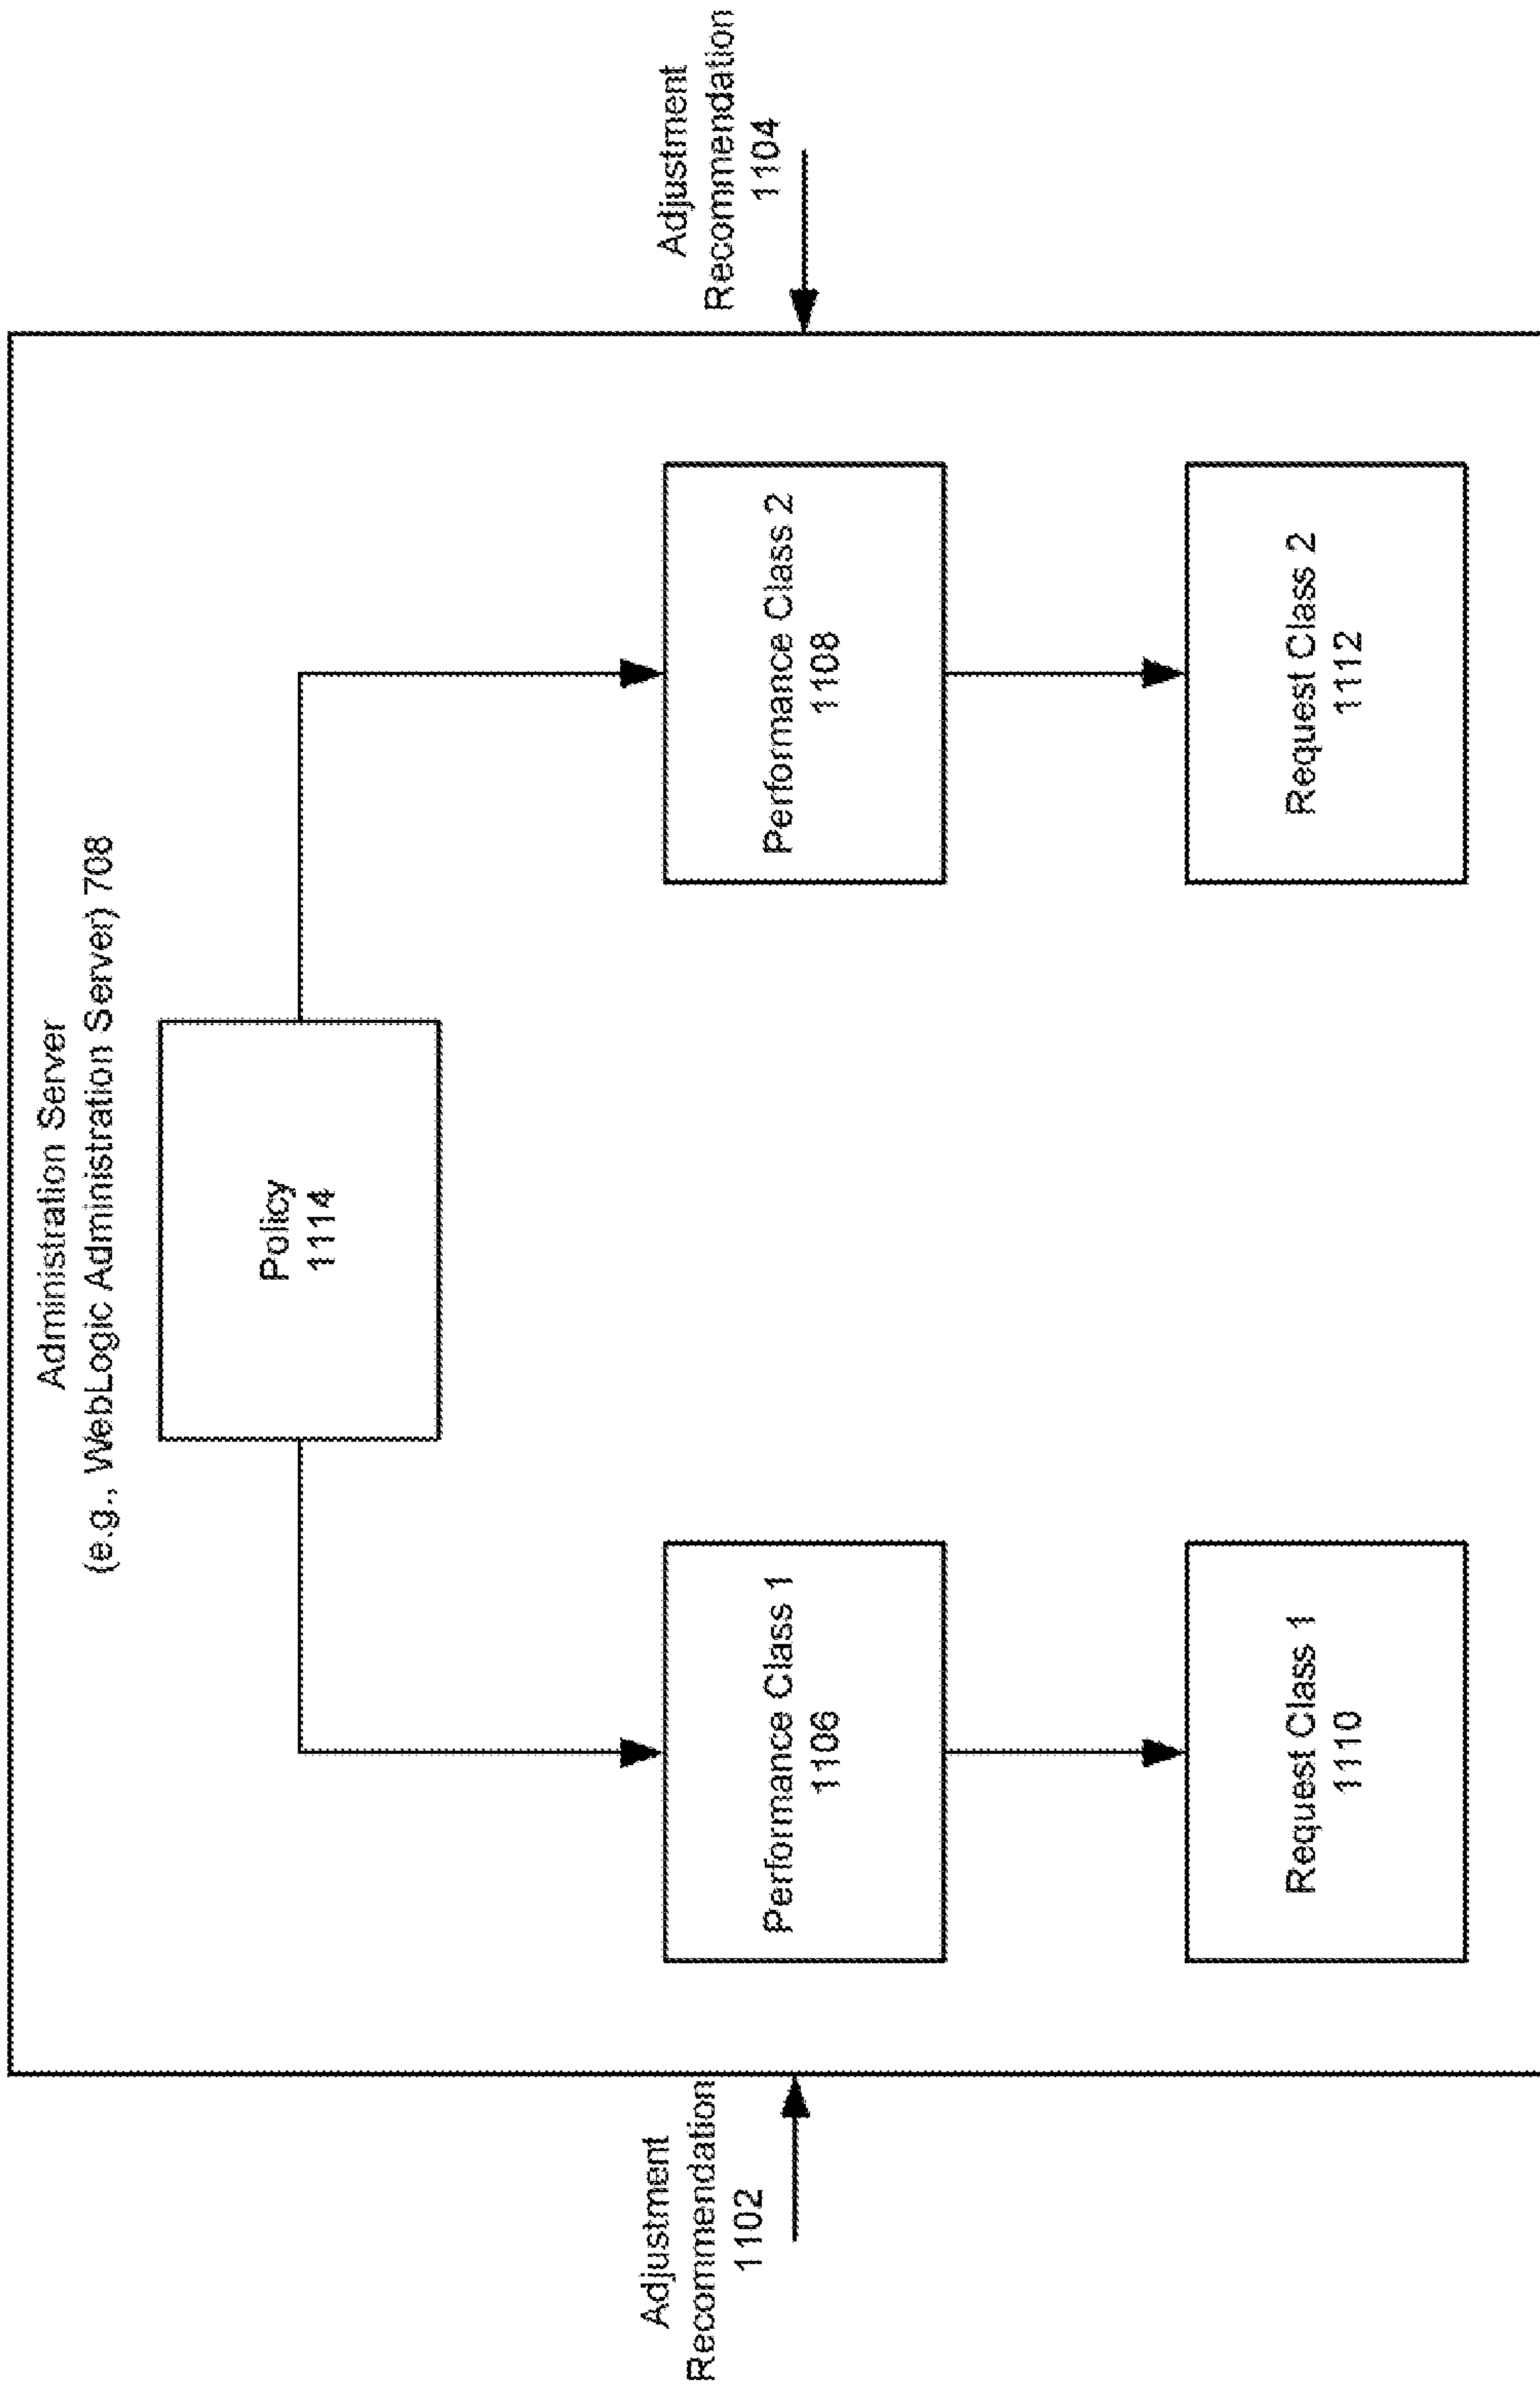 Administration Server
(e.g., WebLogic Administration Server) 708
Policy
1114
Adjustment
Recommendation
1102
Performance Class 1
1106
Performance Class 2
1108
Adjustment
Recommendation
1104
Request Class 1
1110
Request Class 2
1112